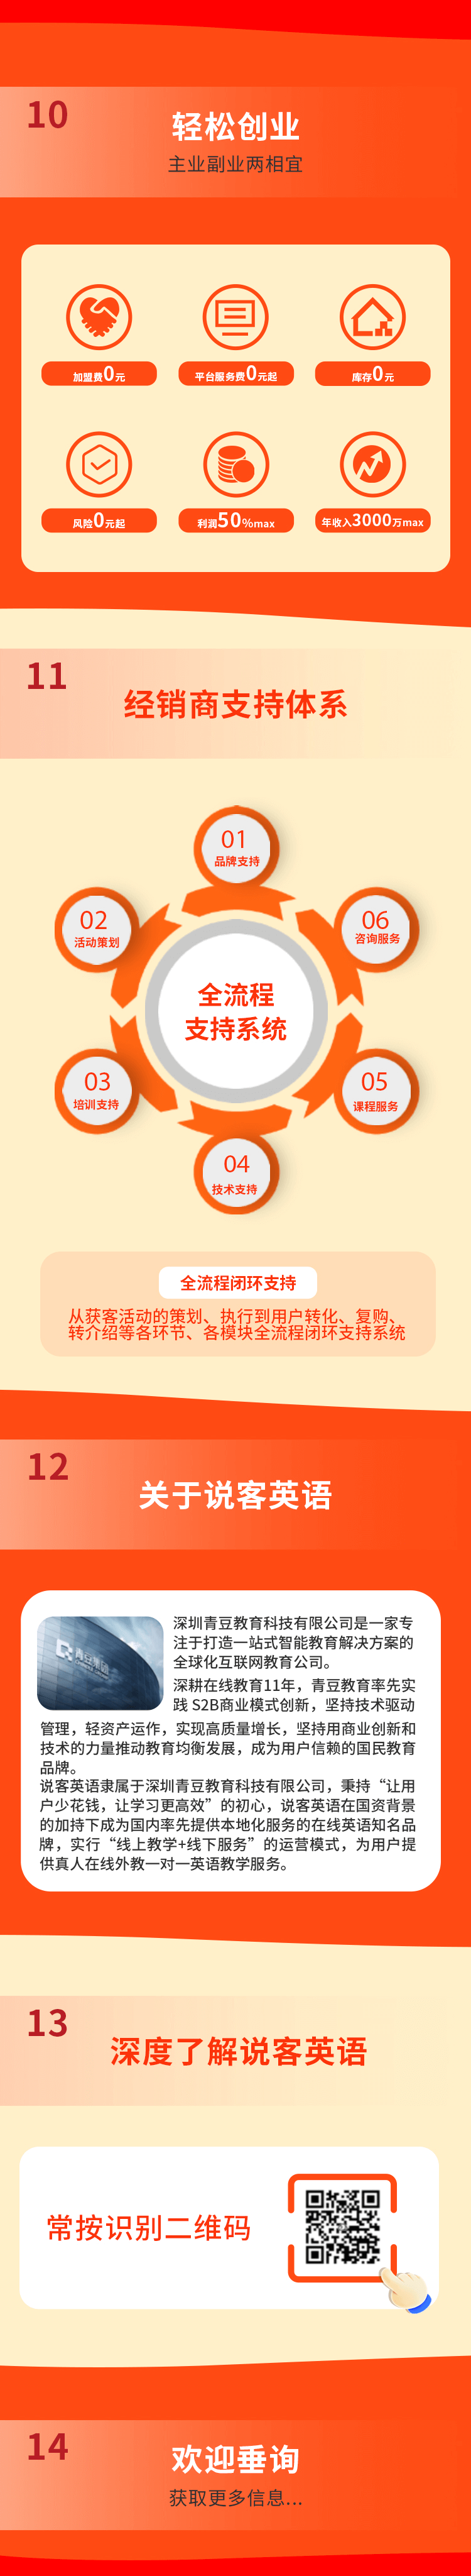 10
轻松创业
主业副业两相宜
加盟费0元
平台服务费0元起
库存0元
风险0元起
利润50%max
年收入3000万max
11
经销商支持体系
01
品牌支持
02
活动策划
06
咨询服务
全流程
支持系统
03
培训支持
05
课程服务
04
技术支持
全流程闭环支持
从获客活动的策划、执行到用户转化、复购、
转介绍等各环节、各模块全流程闭环支持系统
12
关于说客英语
青豆集团
深圳青豆教育科技有限公司是一家专
注于打造一站式智能教育解决方案的
全球化互联网教育公司。
深耕在线教育11年，青豆教育率先实
践 S2B商业模式创新，坚持技术驱动
管理，轻资产运作，实现高质量增长，坚持用商业创新和
技术的力量推动教育均衡发展，成为用户信赖的国民教育
品牌。
说客英语隶属于深圳青豆教育科技有限公司，秉持“让用
户少花钱，让学习更高效”的初心，说客英语在国资背景
的加持下成为国内率先提供本地化服务的在线英语知名品
牌，实行“线上教学+线下服务”的运营模式，为用户提
供真人在线外教一对一英语教学服务。
13
深度了解说客英语
常按识别二维码
14
欢迎垂询
获取更多信息...